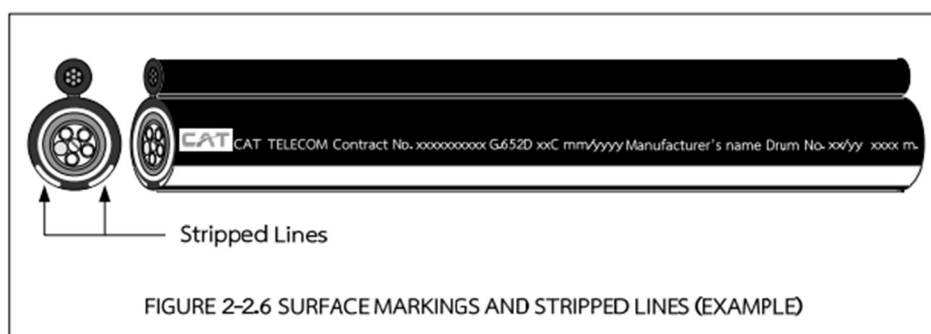 CAT CAT TELECOM Contract No. xxxxxxxxxx G.652D xxC mm/yyyy Manufacturer's name Drum No. xx/yy xxxx m.
Stripped Lines
FIGURE 2-2.6 SURFACE MARKINGS AND STRIPPED LINES (EXAMPLE)